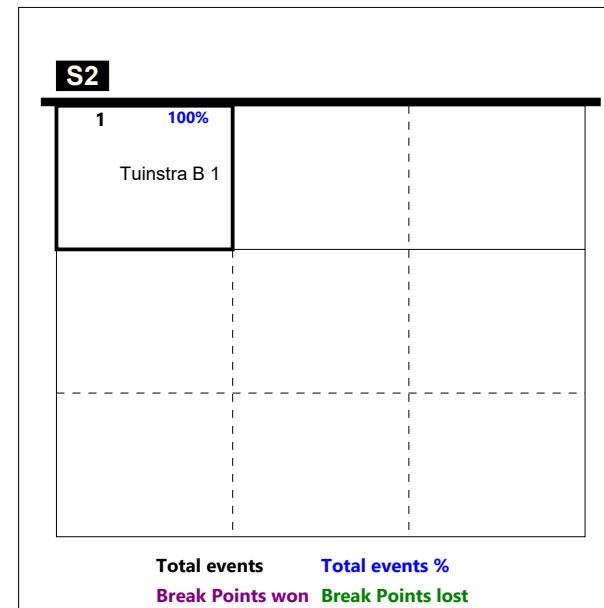 S2
1 100%
Tuinstra B 1
Total events Total events %
Break Points won Break Points lost